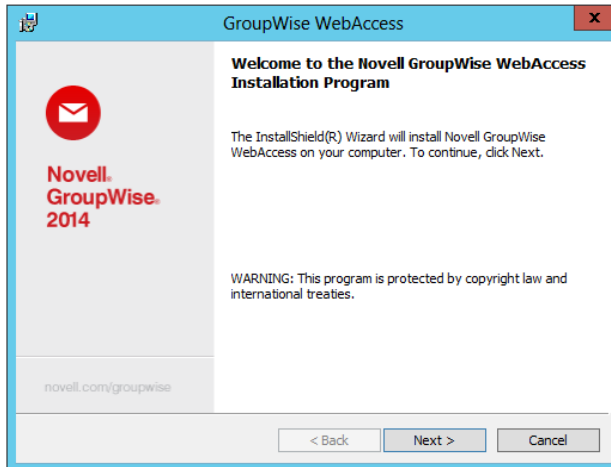 GroupWise WebAccess
x
Welcome to the Novell GroupWise WebAccess
Installation Program
The InstallShield(R) Wizard will install Novell GroupWise
WebAccess on your computer. To continue, click Next.
Novell®
GroupWise®
2014
WARNING: This program is protected by copyright law and
international treaties.
novell.com/groupwise
< Back
Next >
Cancel